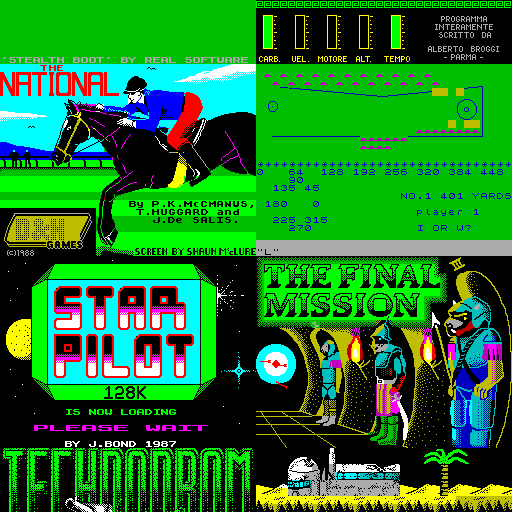 'STEALTH BOOT' BY REAL SOFTWARE
THE
NATIONAL
By P.K.McCMANUS,
T.HUGGARD and
J.De SALIS.
GAMES
©1988
SCREEN BY SHAUN McLURE
PROGRAMMA
INTERAMENTE
SCRITTO DA
ALBERTO BROGGI
- PARMA -
CARB. VEL. MOTORE ALT. TEMPO
0 64 128 192 256 320 384 448
90
135 45
180 0
225 315
270
NO.1 401 YARDS
player 1
I OR W?
"L"
STAR
PILOT
128K
IS NOW LOADING
PLEASE WAIT
BY J.BOND 1987
TECHNODROM
THE FINAL
MISSION
III